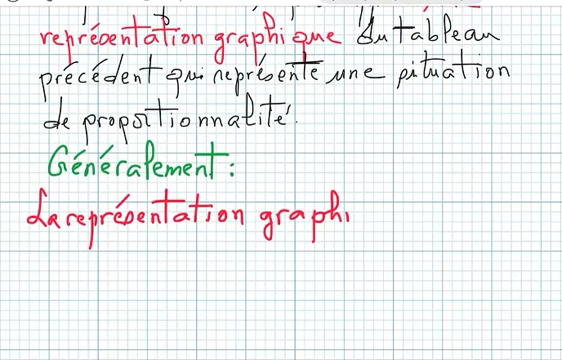 représentation graphique du tableau
précédent qui représente une situation
de proportionnalité.
Généralement:
La représentation graphi